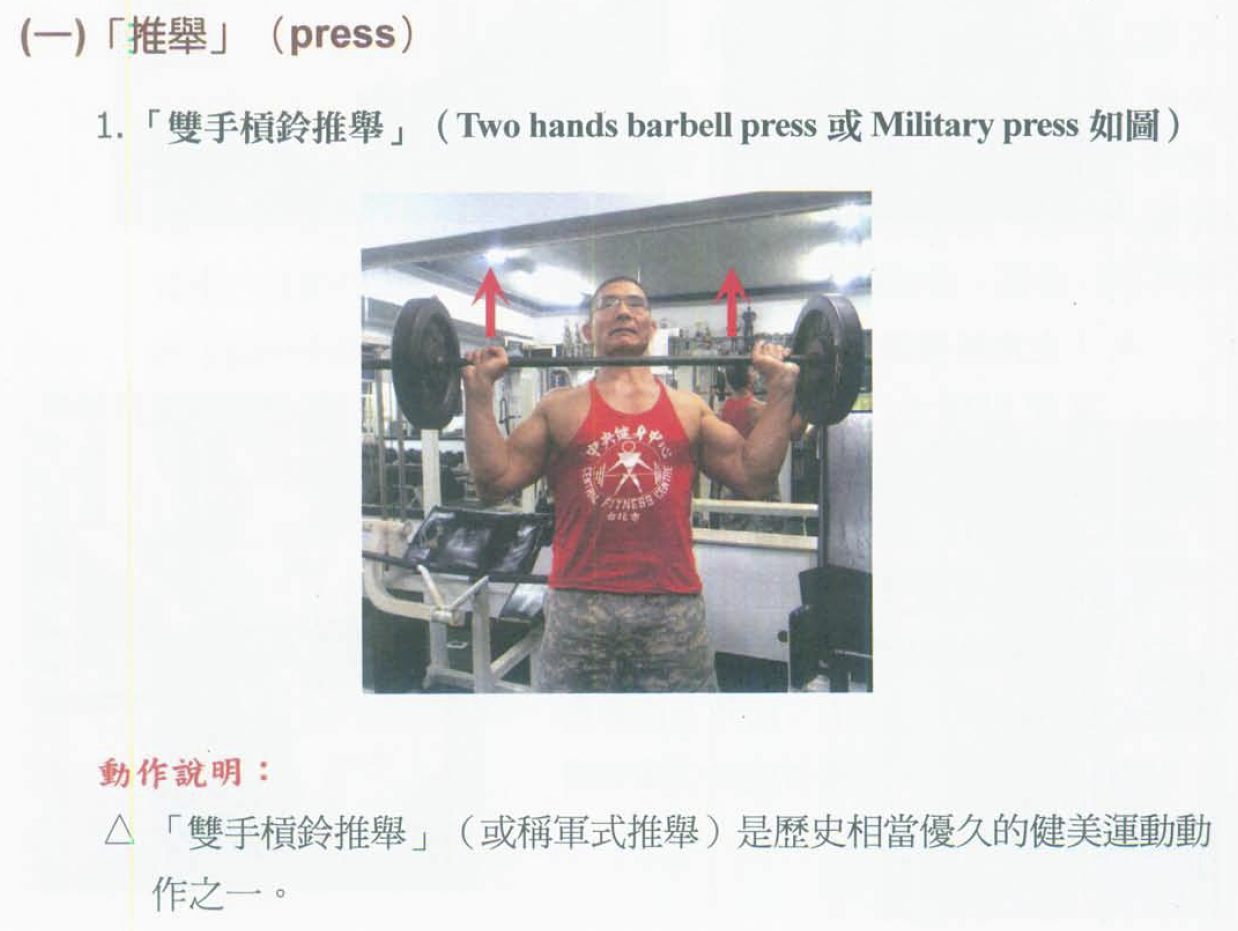 (一)「推舉」（press）
1.「雙手槓鈴推舉」（Two hands barbell press 或 Military press 如圖）
中央健身中心
CENTRAL FITNESS CENTRE
台北市
動作說明：
△ 「雙手槓鈴推舉」（或稱軍式推舉）是歷史相當優久的健美運動動
作之一。